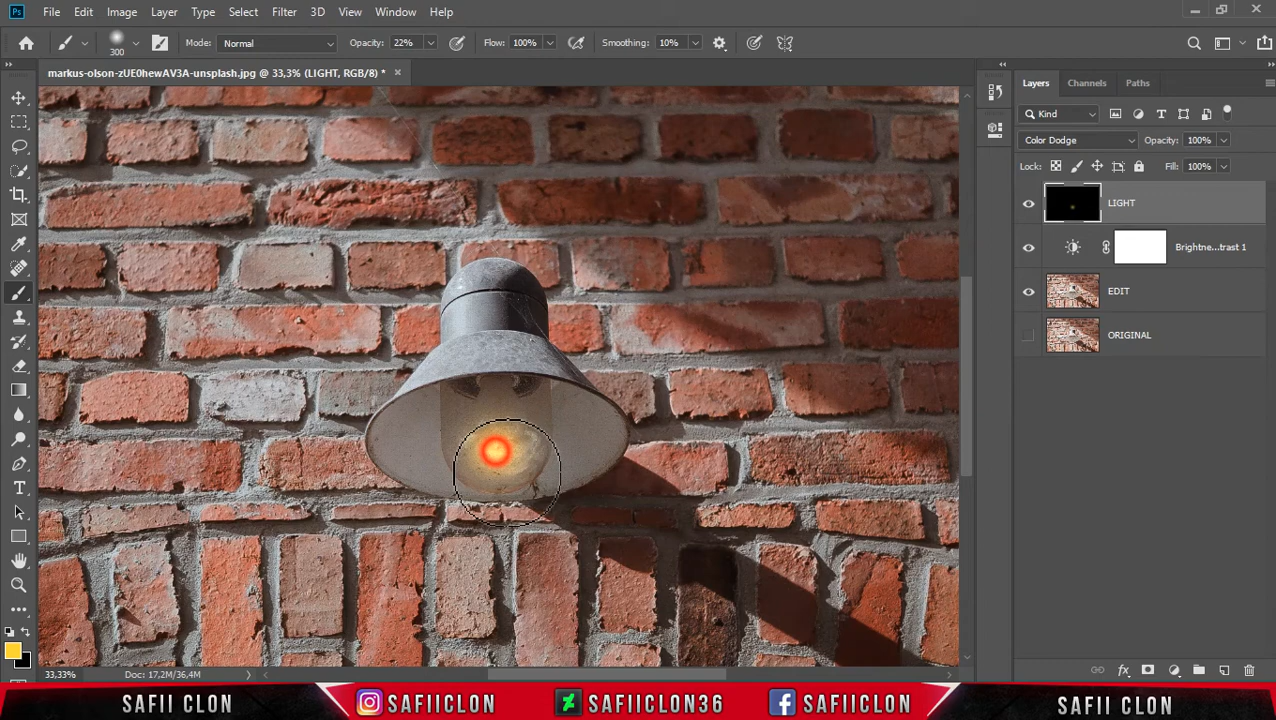 Ps File Edit Image Layer Type Select Filter 3D View Window Help
300 Mode: Normal Opacity: 22% Flow: 100% Smoothing: 10%
markus-olson-zUE0hewAV3A-unsplash.jpg @ 33,3% (LIGHT, RGB/8) *
Layers Channels Paths
Kind
Color Dodge Opacity: 100%
Lock: Fill: 100%
LIGHT
Brightne...trast 1
EDIT
ORIGINAL
33,33% Doc: 17,2M/36,4M
SAFII CLON SAFIICLON SAFIICLON36 SAFIICLON SAFII CLON